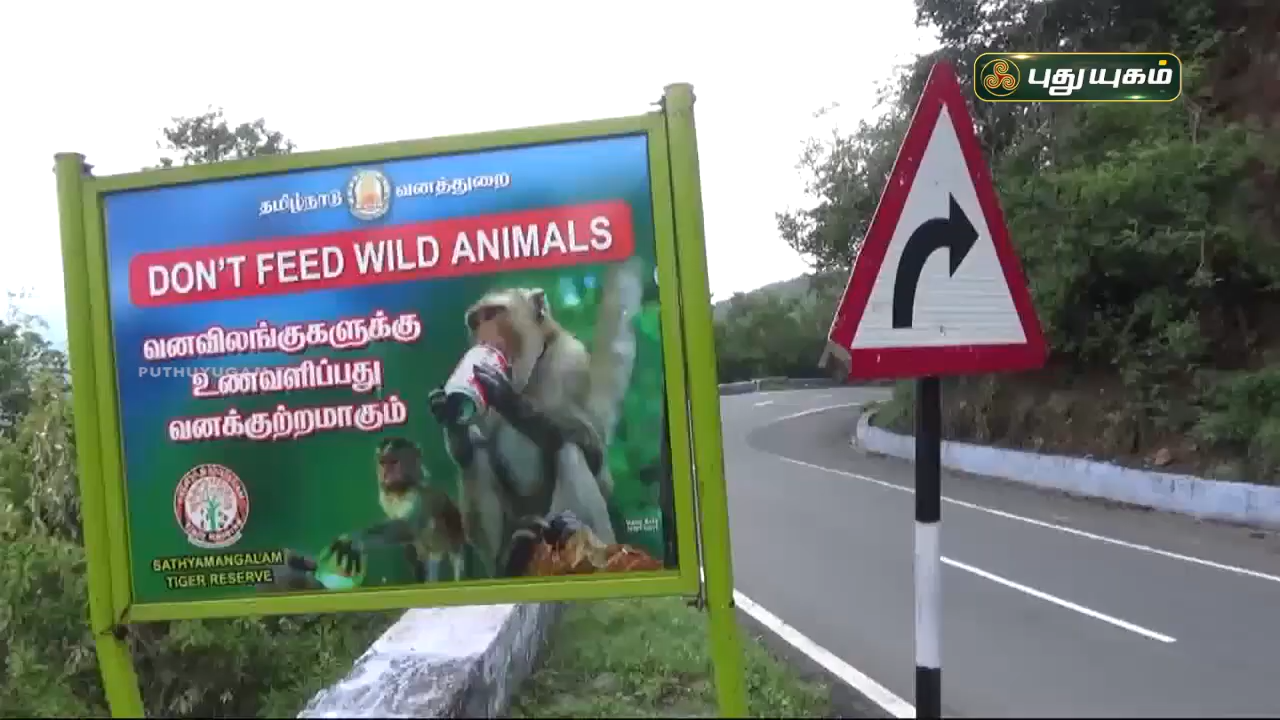 புதுயுகம்
தமிழ்நாடு வனத்துறை
DON'T FEED WILD ANIMALS
வனவிலங்குகளுக்கு
PUTHUYUGAM
உணவளிப்பது
வனக்குற்றமாகும்
SATHYAMANGALAM
TIGER RESERVE